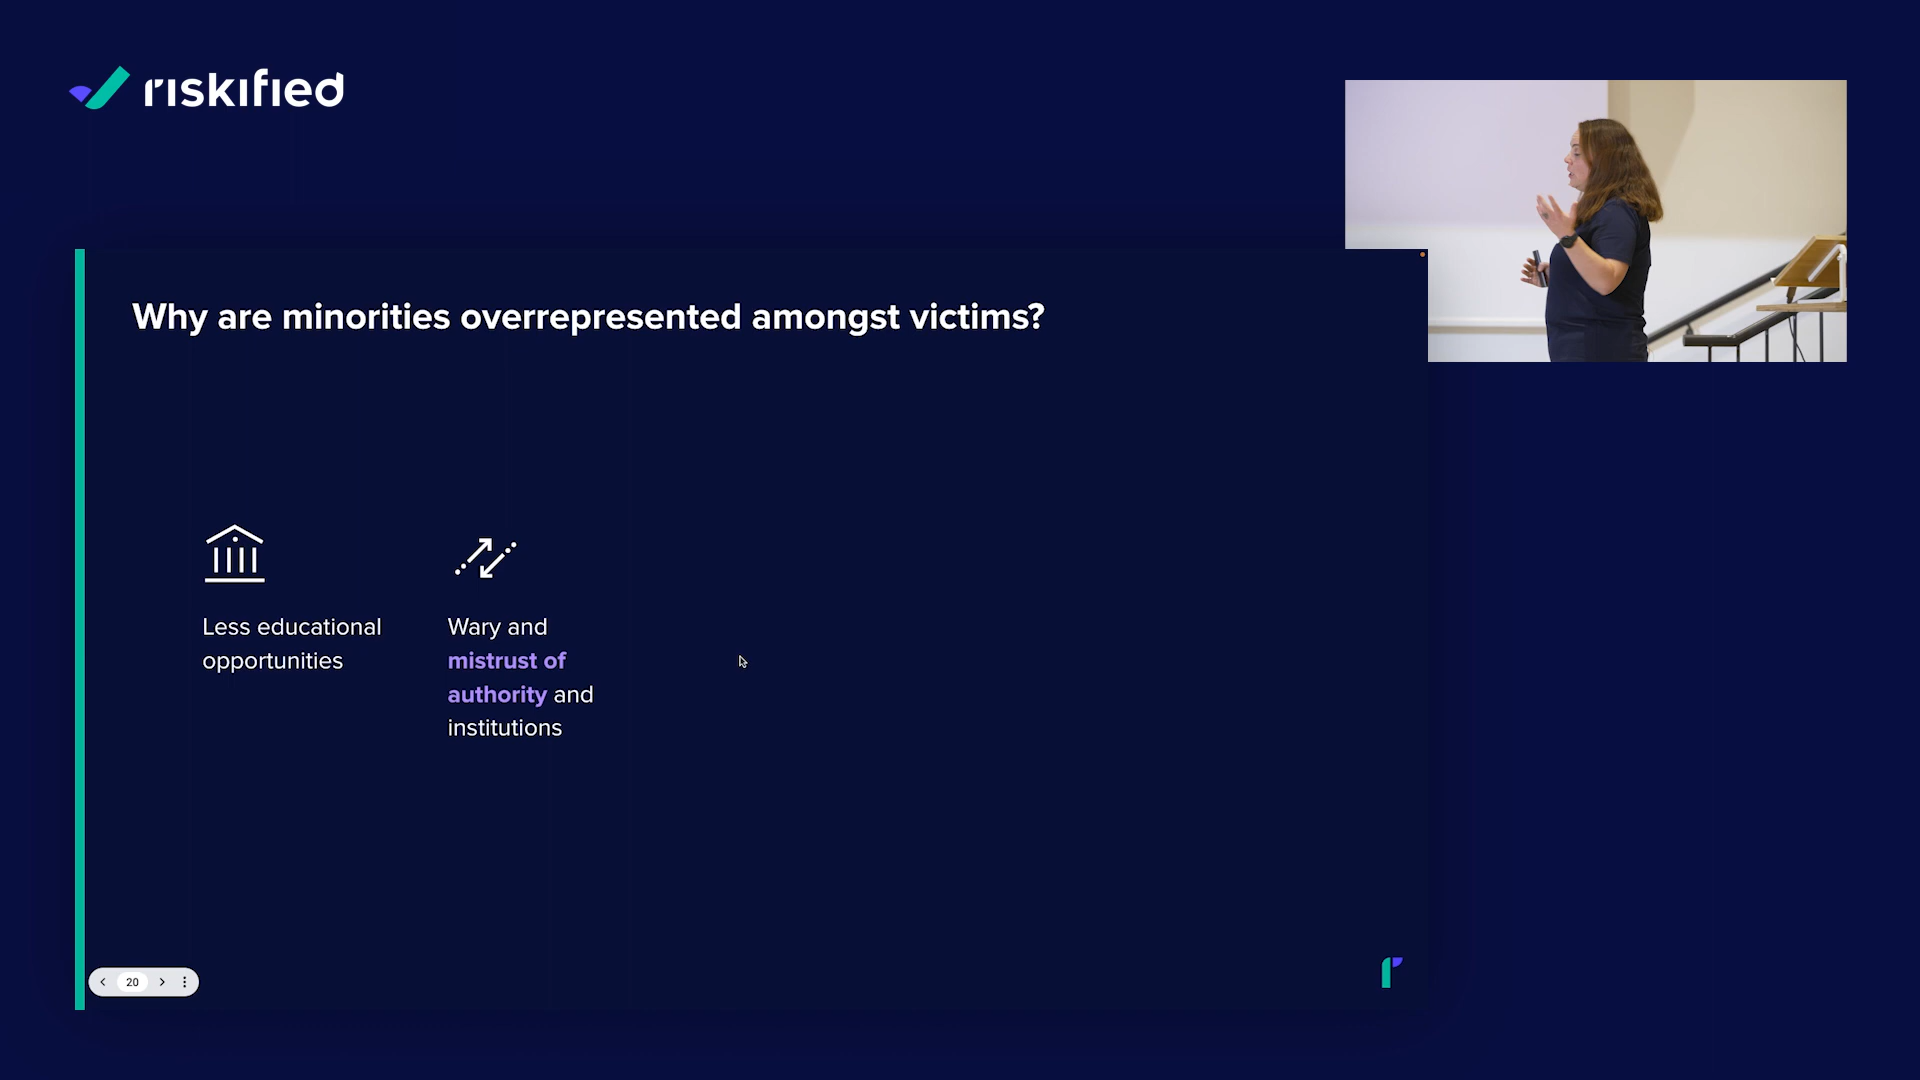 riskified
Why are minorities overrepresented amongst victims?
Less educational
opportunities
Wary and
mistrust of
authority and
institutions
20